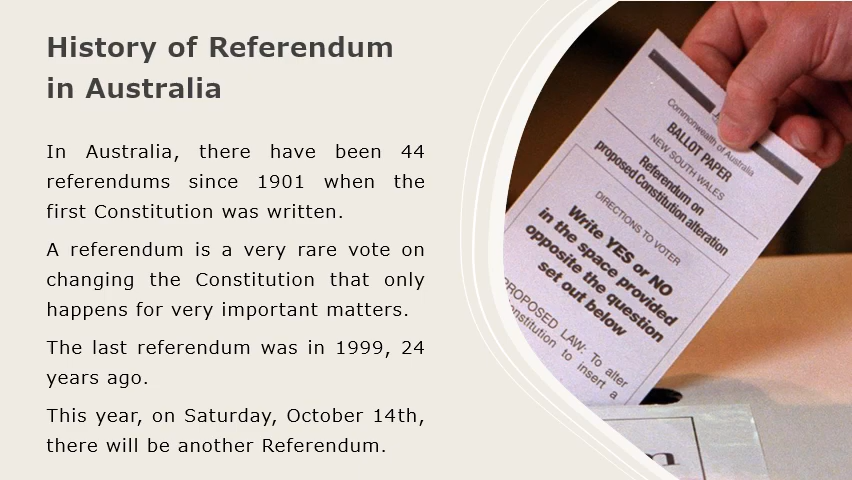 History of Referendum
in Australia
In Australia, there have been 44
referendums since 1901 when the
first Constitution was written.
A referendum is a very rare vote on
changing the Constitution that only
happens for very important matters.
The last referendum was in 1999, 24
years ago.
This year, on Saturday, October 14th,
there will be another Referendum.
Commonwealth of Australia
BALLOT PAPER
NEW SOUTH WALES
Referendum on
proposed Constitution alteration
DIRECTIONS TO VOTER
Write YES or NO
in the space provided
opposite the question
set out below
PROPOSED LAW: To alter
Constitution to insert a